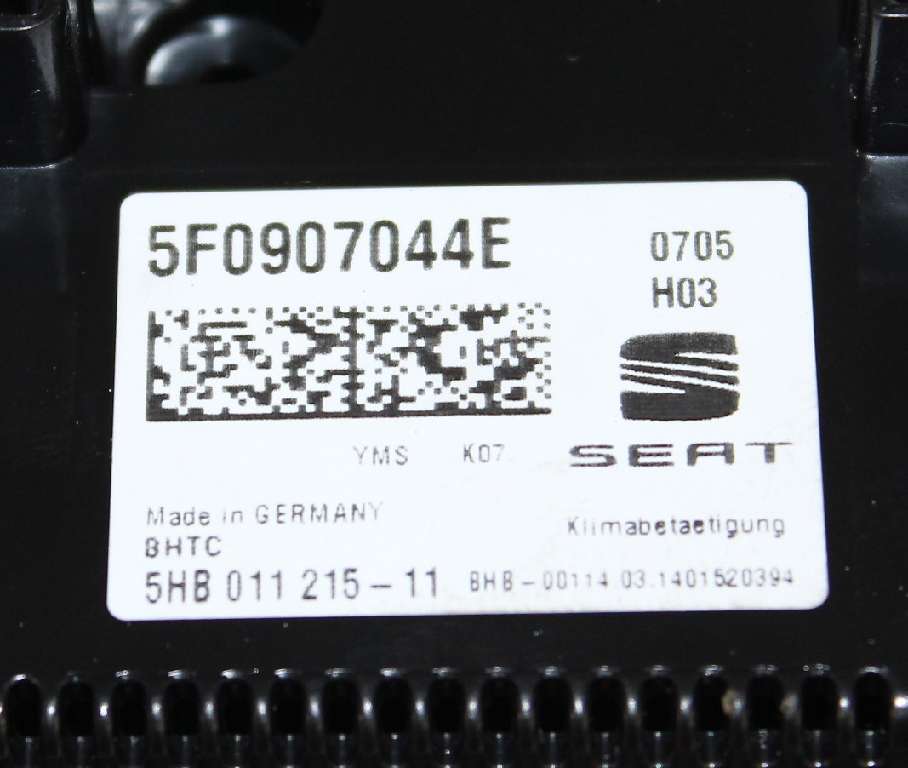 5F0907044E
0705
H03
YMS K07
SEAT
Made in GERMANY
Klimabetaetigung
BHTC
5HB 011 215-11 BHB-00114 03.1401520394